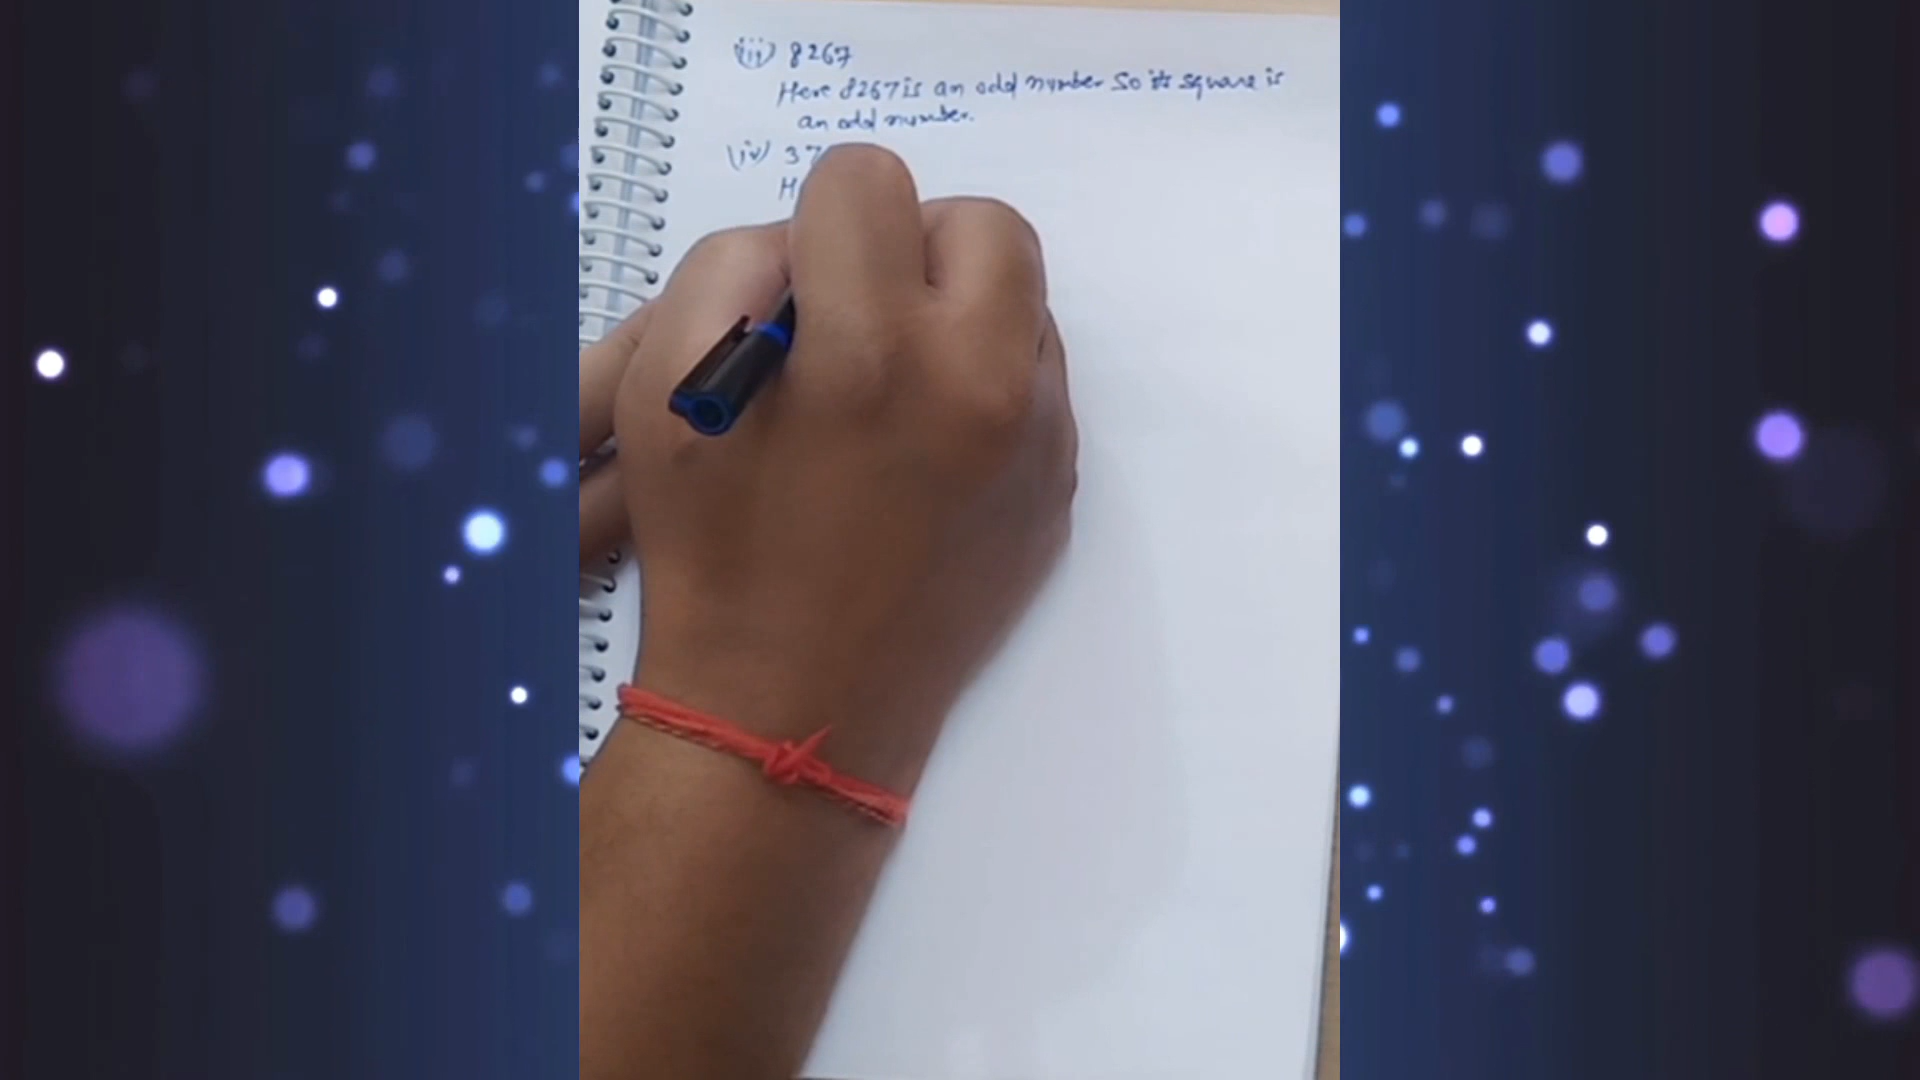 (iii) 8267
Here 8267 is an odd number so its square is
an odd number.
(iv) 37
H